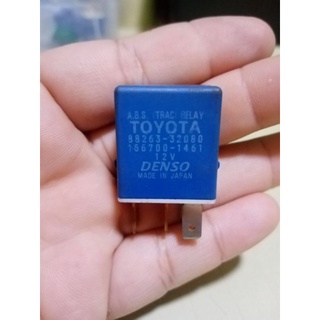 A.B.S. (TRAC) RELAY
TOYOTA
88263-32080
156700-1461
12V
DENSO
MADE IN JAPAN